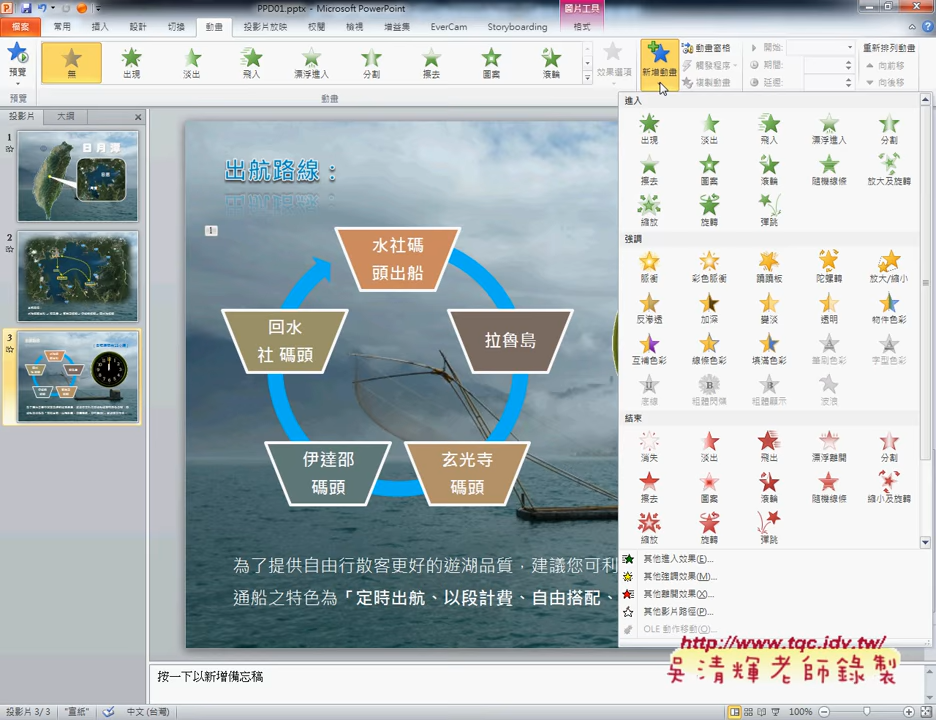 PPD01.pptx - Microsoft PowerPoint
圖片工具
檔案 常用 插入 設計 切換 動畫 投影片放映 校閱 檢視 增益集 EverCam Storyboarding 格式
預覽
無 出現 淡出 飛入 漂浮進入 分割 擦去 圖案 滾輪
效果選項
新增動畫
動畫窗格
觸發程序
複製動畫
開始:
期間:
延遲:
重新排列動畫
向前移
向後移
預覽
動畫
投影片 大綱
1
2
3
日月潭
出航路線：
1
水社碼
頭出船
拉魯島
玄光寺
碼頭
伊達邵
碼頭
回水
社 碼頭
為了提供自由行散客更好的遊湖品質，建議您可利
通船之特色為「定時出航、以段計費、自由搭配、
進入
出現 淡出 飛入 漂浮進入 分割
擦去 圖案 滾輪 隨機線條 放大及旋轉
縮放 旋轉 彈跳
強調
脈衝 彩色脈衝 蹺蹺板 陀螺轉 放大/縮小
反滲透 加深 變淡 透明 物件色彩
互補色彩 線條色彩 填滿色彩 筆刷色彩 字型色彩
底線 粗體閃爍 粗體顯示 波浪
結束
消失 淡出 飛出 漂浮離開 分割
擦去 圖案 滾輪 隨機線條 縮小及旋轉
縮放 旋轉 彈跳
其他進入效果(E)...
其他強調效果(M)...
其他離開效果(X)...
其他影片路徑(P)...
OLE 動作移動(O)...
http://www.tqc.idv.tw/
吳清輝老師錄製
按一下以新增備忘稿
投影片 3/3 "宣紙" 中文 (台灣) 100%